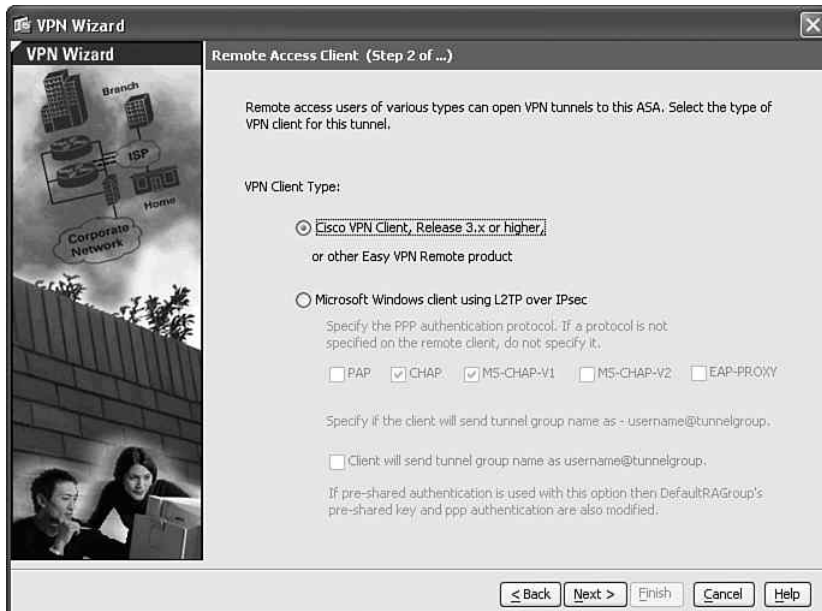 VPN Wizard
VPN Wizard
Branch
ISP
Home
Corporate
Network
Remote Access Client (Step 2 of ...)
Remote access users of various types can open VPN tunnels to this ASA. Select the type of
VPN client for this tunnel.
VPN Client Type:
Cisco VPN Client, Release 3.x or higher,
or other Easy VPN Remote product
Microsoft Windows client using L2TP over IPsec
Specify the PPP authentication protocol. If a protocol is not
specified on the remote client, do not specify it.
PAP CHAP MS-CHAP-V1 MS-CHAP-V2 EAP-PROXY
Specify if the client will send tunnel group name as - username@tunnelgroup.
Client will send tunnel group name as username@tunnelgroup.
If pre-shared authentication is used with this option then DefaultRAGroup's
pre-shared key and ppp authentication are also modified.
< Back Next > Finish Cancel Help